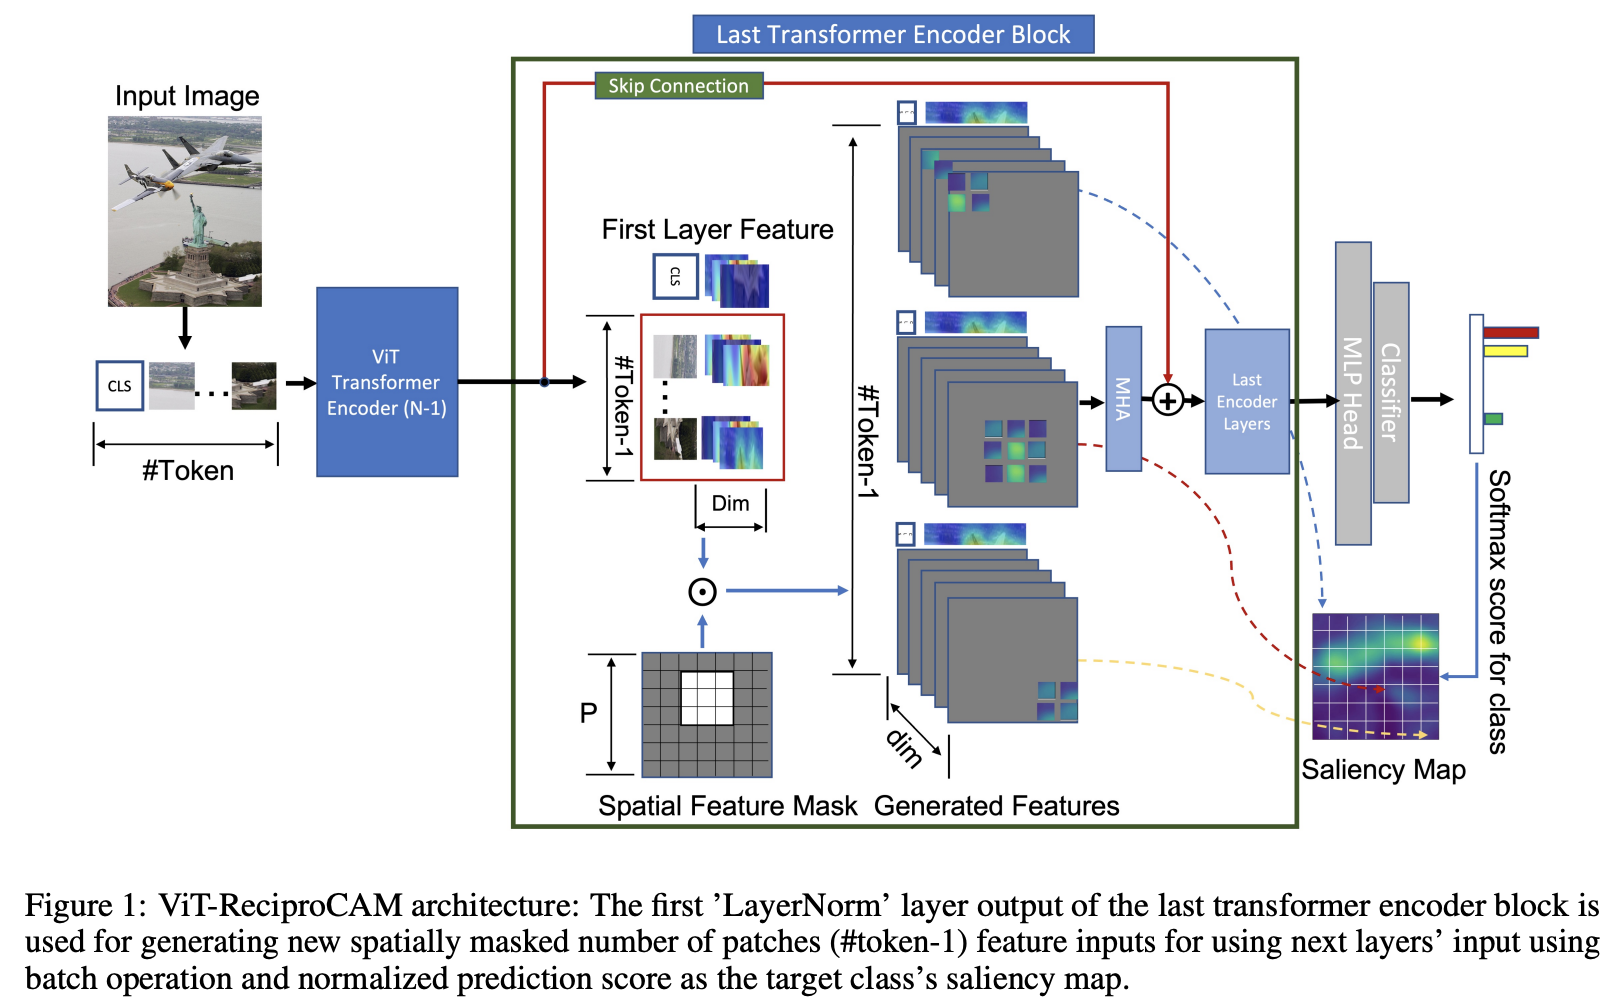 Last Transformer Encoder Block
Skip Connection
Input Image
First Layer Feature
CLS
CLS
#Token
ViT
Transformer
Encoder (N-1)
#Token-1
Dim
P
Spatial Feature Mask
#Token-1
dim
Generated Features
MHA
Last
Encoder
Layers
MLP Head
Classifier
Softmax score for class
Saliency Map
Figure 1: ViT-ReciproCAM architecture: The first ’LayerNorm’ layer output of the last transformer encoder block is
used for generating new spatially masked number of patches (#token-1) feature inputs for using next layers’ input using
batch operation and normalized prediction score as the target class’s saliency map.